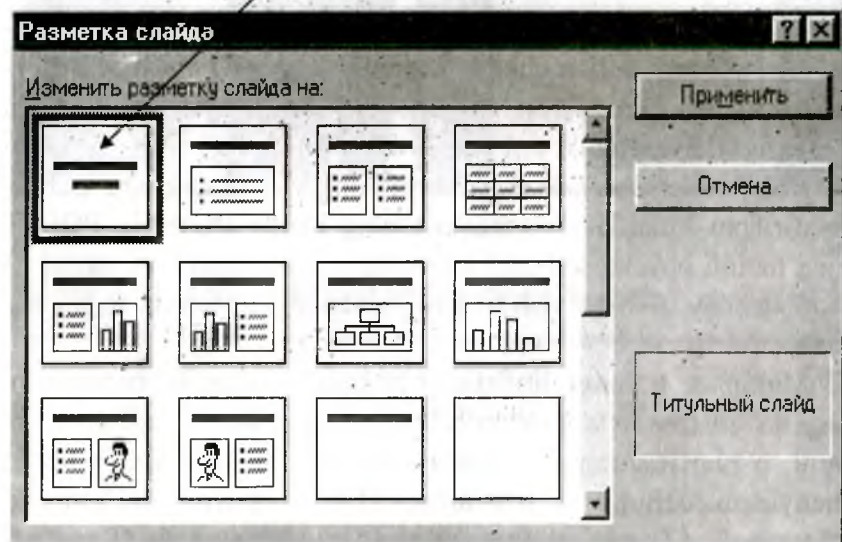 Разметка слайда
Изменить разметку слайда на:
Применить
Отмена
Титульный слайд